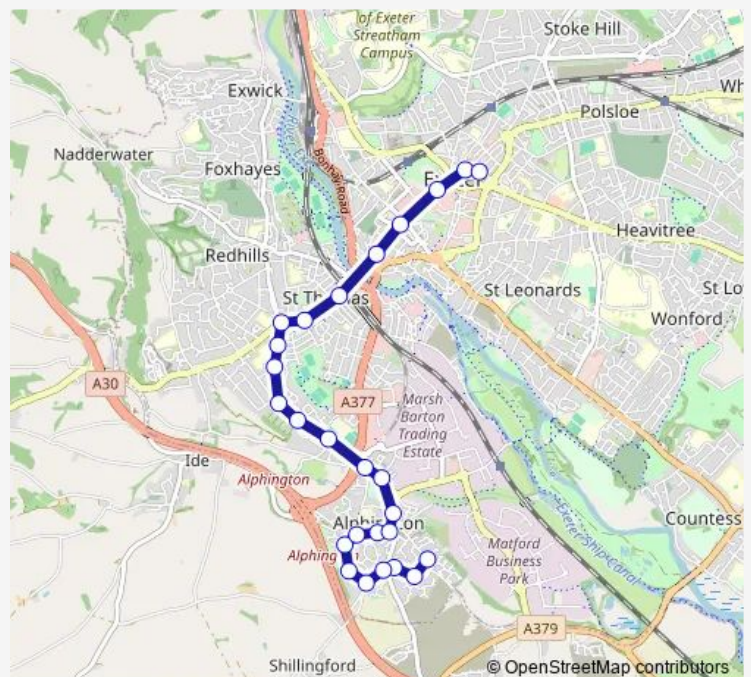 of Exeter
Streatham
Campus
Stoke Hill
Exwick
Polsloe
Nadderwater
Bonhay Road
Foxhayes
Heavitree
Redhills
St Leonards
Wonford
A30
A377
Marsh
Barton
Trading
Estate
Ide
Alphington
Exeter Ship Canal
Countess
Matford
Business
Park
A379
Shillingford
© OpenStreetMap contributors